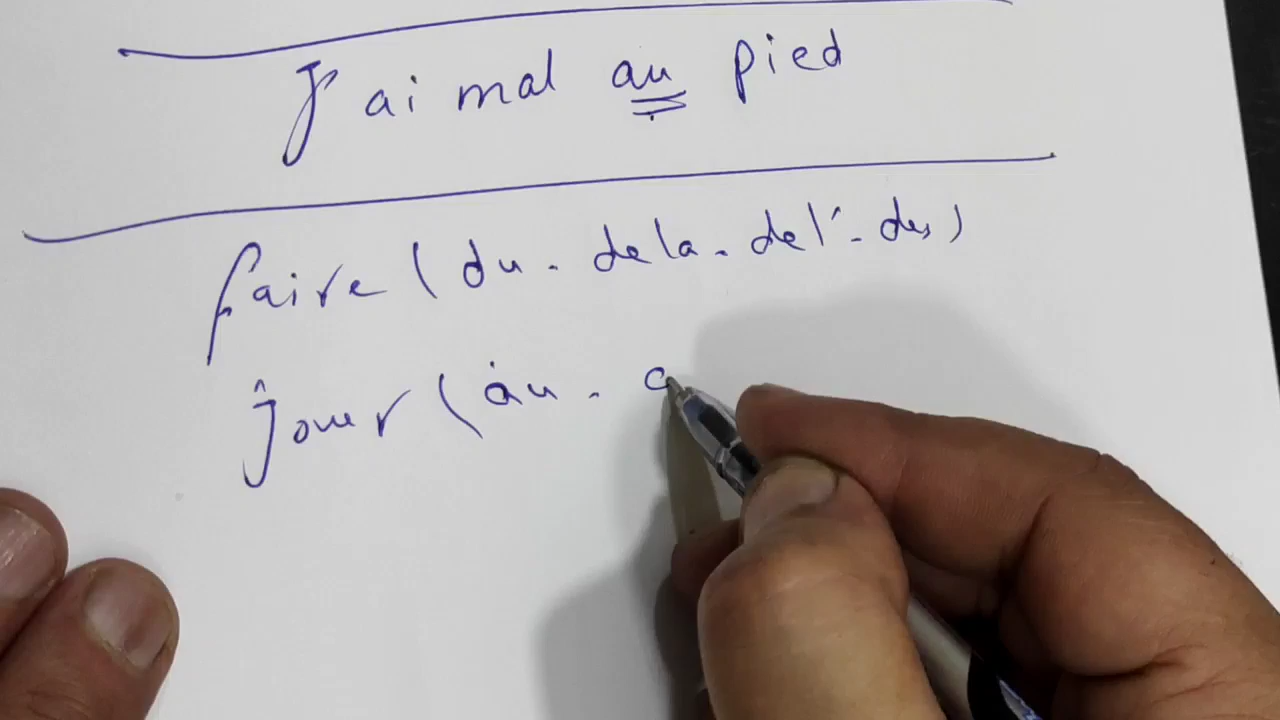 J'ai mal au pied
faire (du - de la - de l' - des)
jouer (au -